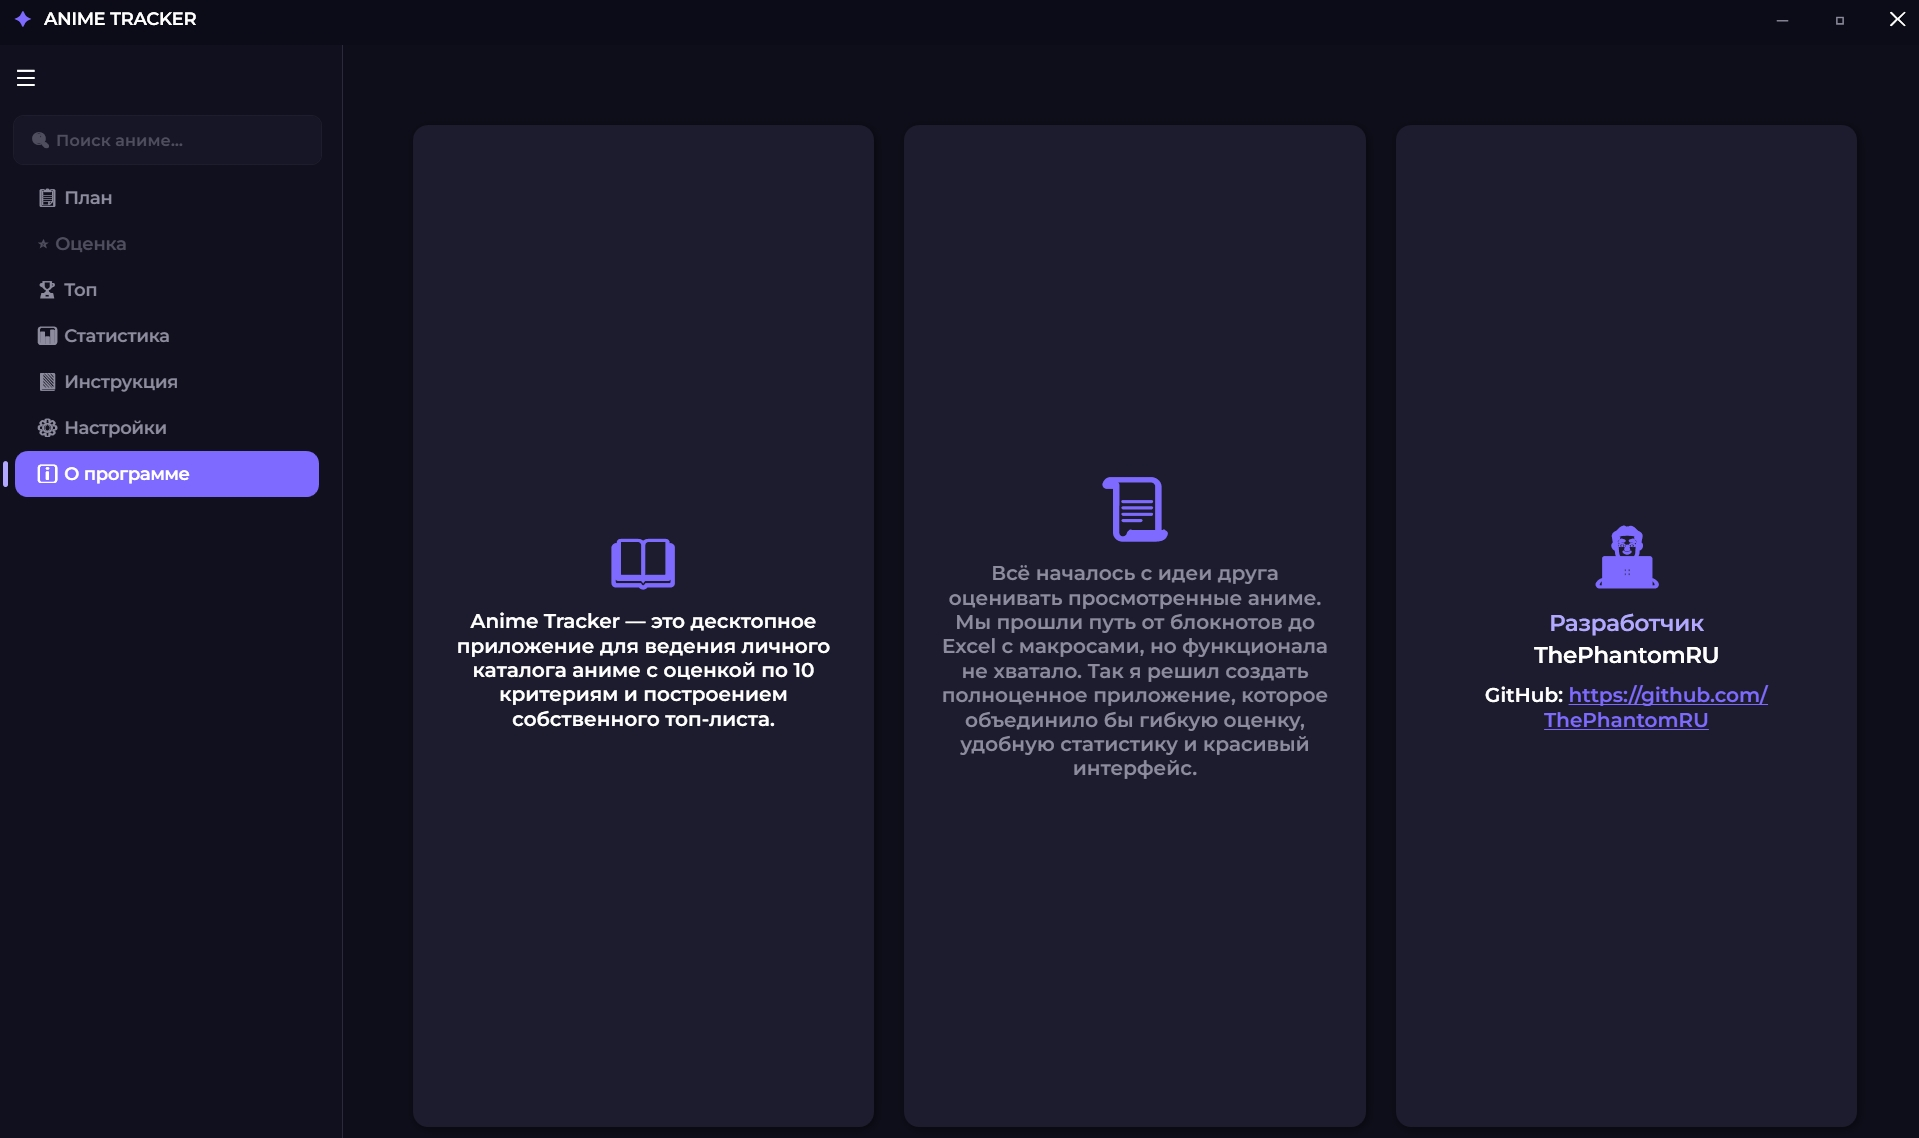 ANIME TRACKER
Поиск аниме...
План
Оценка
Топ
Статистика
Инструкция
Настройки
О программе
Anime Tracker — это десктопное
приложение для ведения личного
каталога аниме с оценкой по 10
критериям и построением
собственного топ-листа.
Всё началось с идеи друга
оценивать просмотренные аниме.
Мы прошли путь от блокнотов до
Excel с макросами, но функционала
не хватало. Так я решил создать
полноценное приложение, которое
объединило бы гибкую оценку,
удобную статистику и красивый
интерфейс.
Разработчик
ThePhantomRU
GitHub: https://github.com/
ThePhantomRU